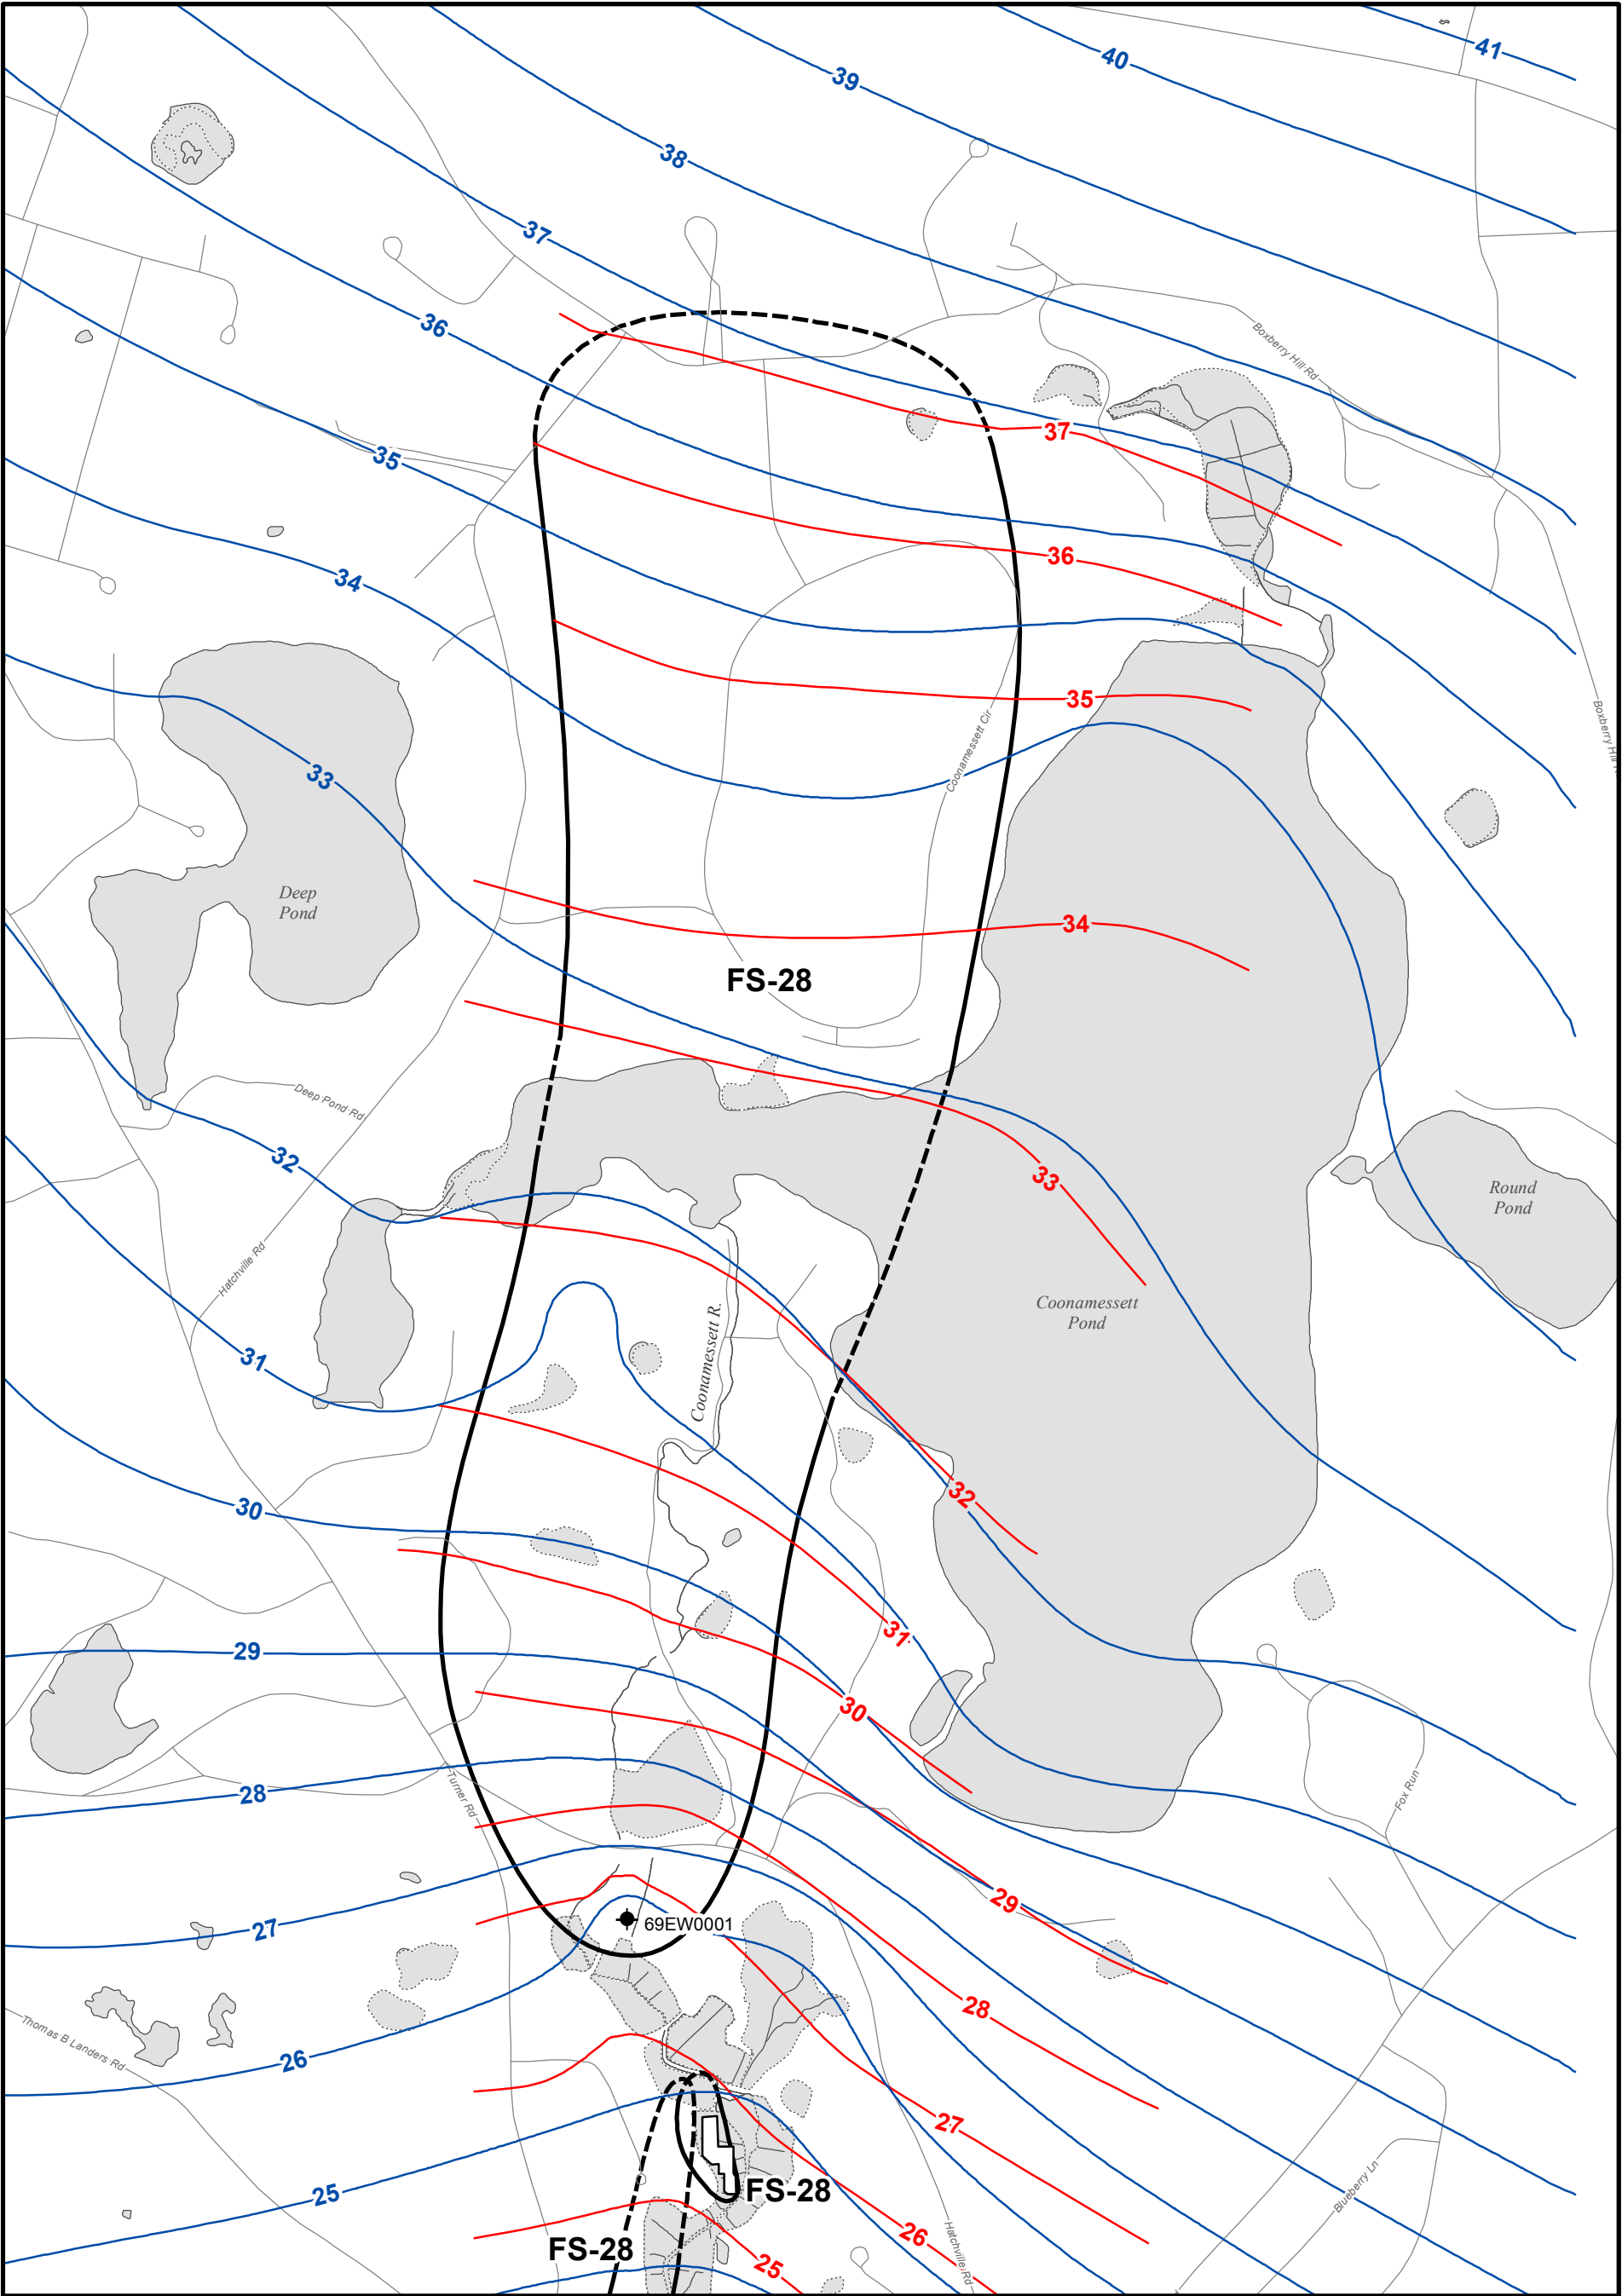 41
40
39
38
37
Boxberry Hill Rd
36
37
35
36
34
35
Boxberry Hill R
Coonamessett Cir
33
Deep
Pond
34
FS-28
Deep Pond Rd
32
33
Round
Pond
Hatchville Rd
Coonamessett R.
Coonamessett
Pond
31
32
30
31
29
30
28
Turner Rd
Fox Run
29
27
69EW0001
28
Thomas B Landers Rd
26
27
Blueberry Ln
25
FS-28
Hatchville Rd
26
FS-28
25